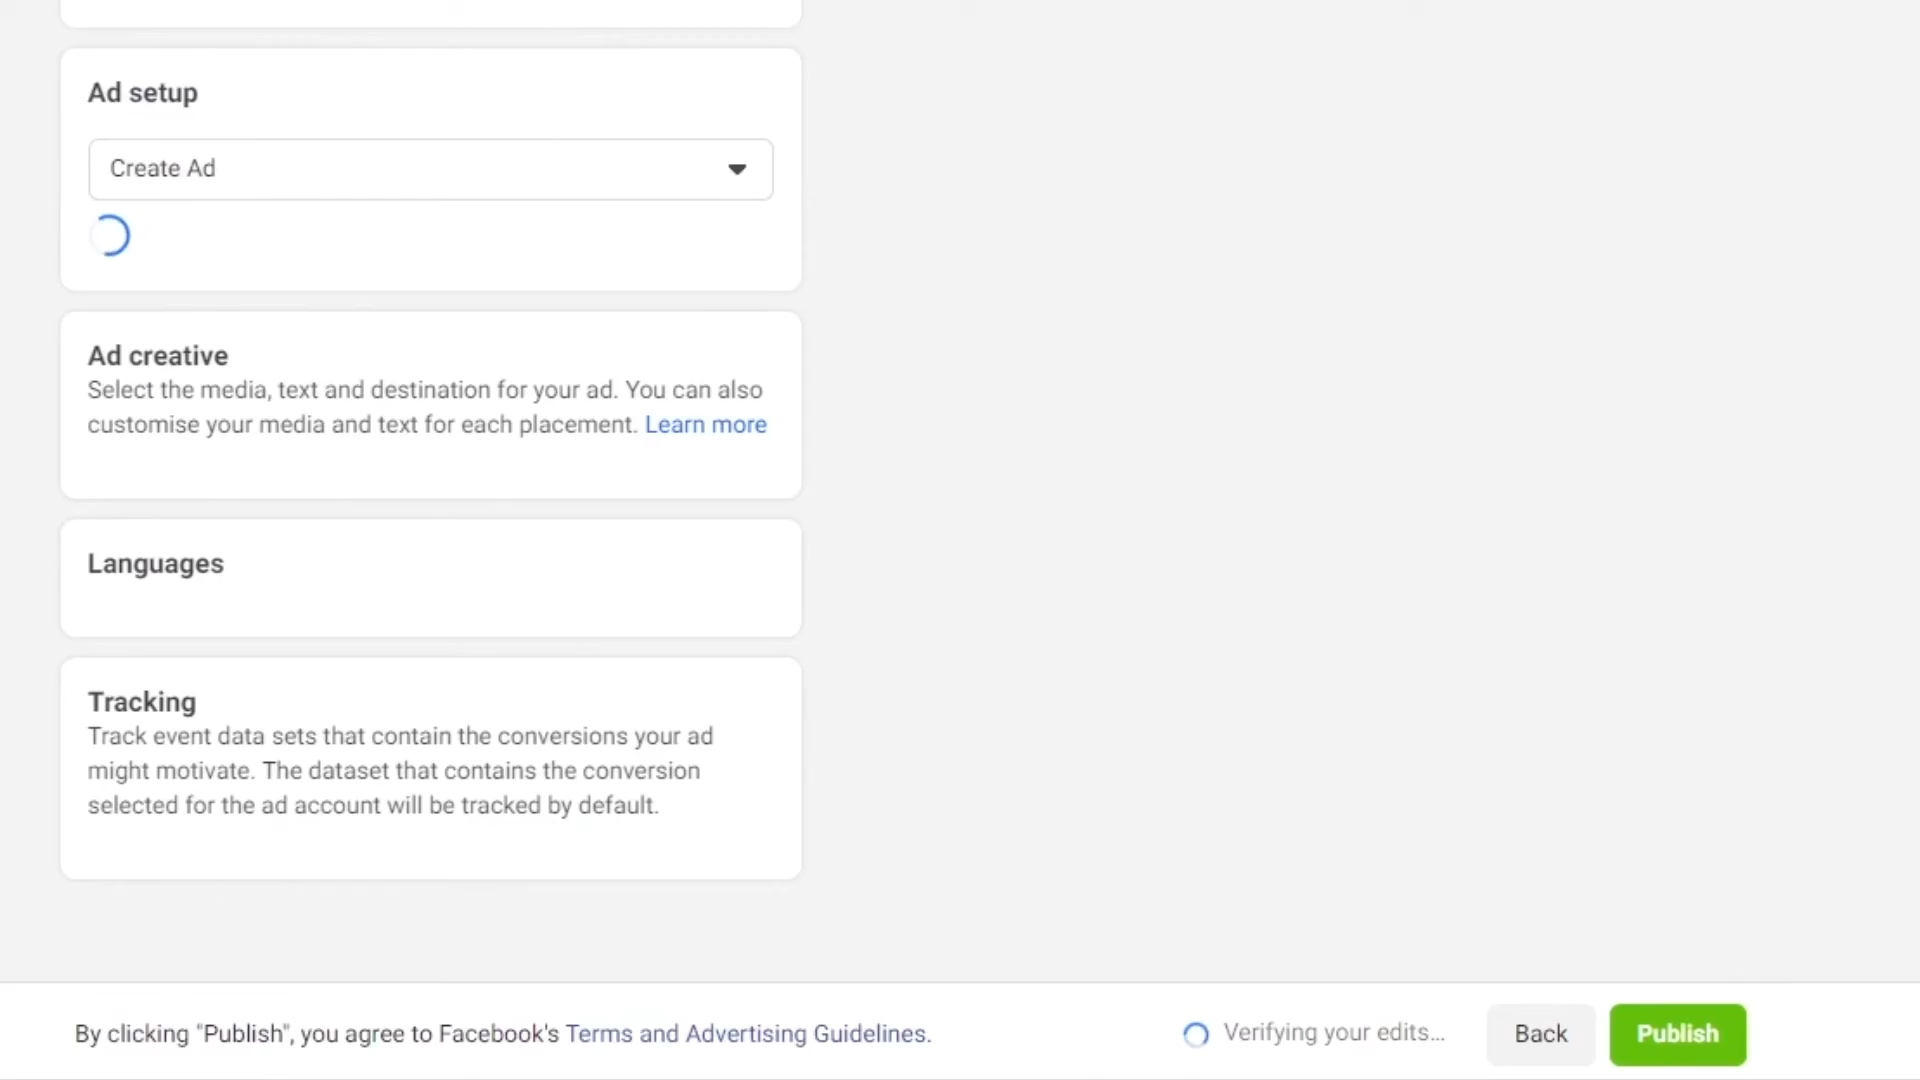 Ad setup
Create Ad
Ad creative
Select the media, text and destination for your ad. You can also
customise your media and text for each placement. Learn more
Languages
Tracking
Track event data sets that contain the conversions your ad
might motivate. The dataset that contains the conversion
selected for the ad account will be tracked by default.
By clicking "Publish", you agree to Facebook's Terms and Advertising Guidelines.
Verifying your edits...
Back
Publish